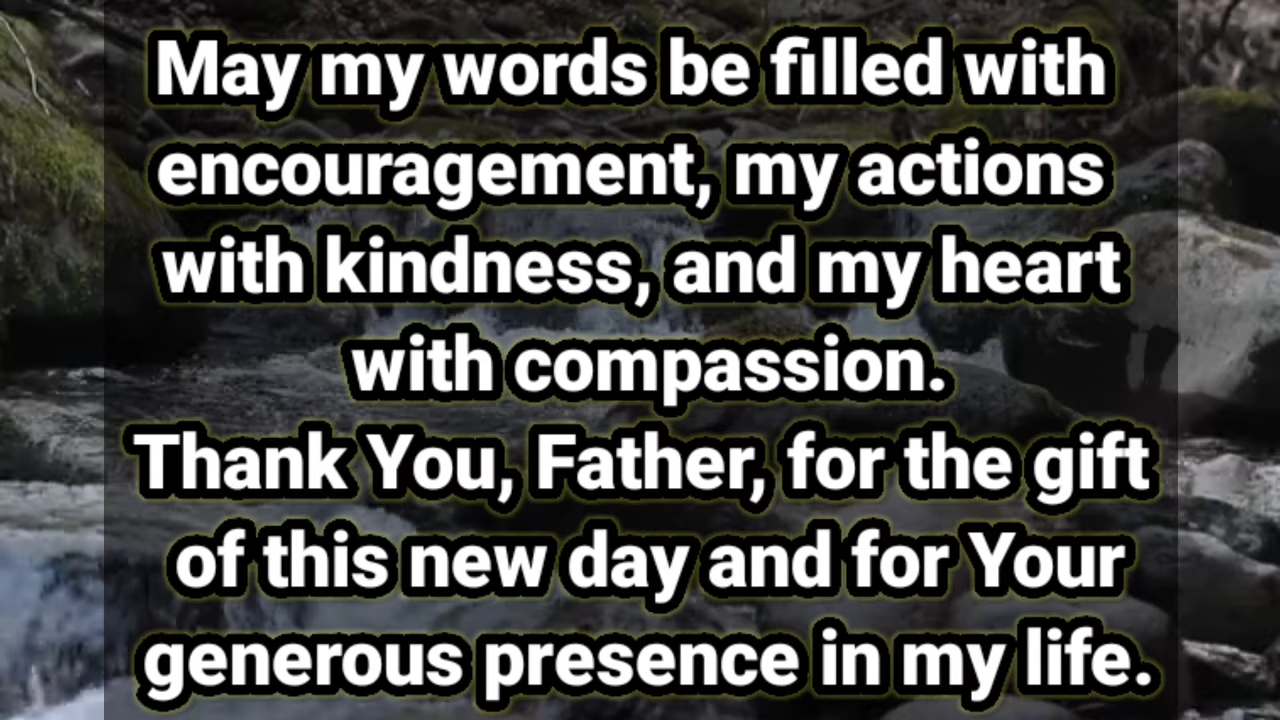 May my words be filled with
encouragement, my actions
with kindness, and my heart
with compassion.
Thank You, Father, for the gift
of this new day and for Your
generous presence in my life.